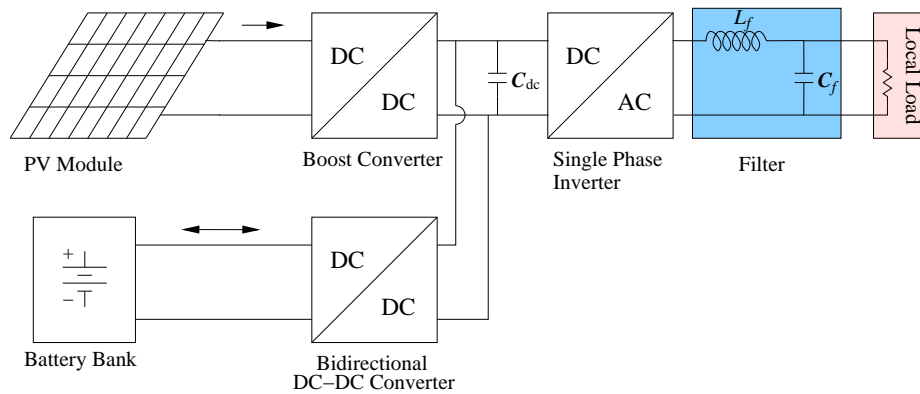 DC
DC
C_dc
DC
AC
L_f
C_f
Local Load
PV Module
Boost Converter
Single Phase
Inverter
Filter
+
−
DC
DC
Battery Bank
Bidirectional
DC−DC Converter